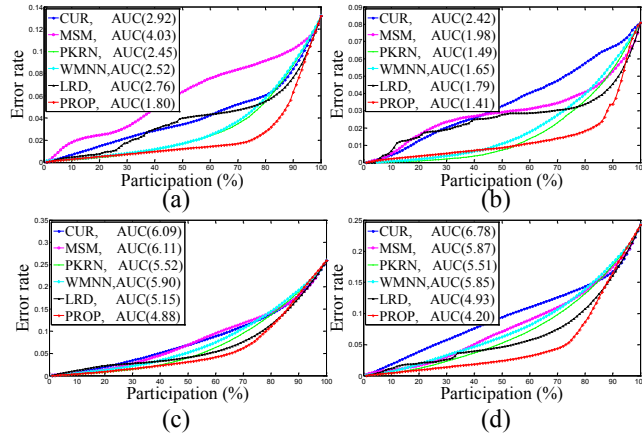 0.14
0.12
0.1
0.08
0.06
0.04
0.02
0
Error rate
CUR, AUC(2.92)
MSM, AUC(4.03)
PKRN, AUC(2.45)
WMNN,AUC(2.52)
LRD, AUC(2.76)
PROP, AUC(1.80)
0 10 20 30 40 50 60 70 80 90 100
Participation (%)
(a)
0.09
0.08
0.07
0.06
0.05
0.04
0.03
0.02
0.01
0
Error rate
CUR, AUC(2.42)
MSM, AUC(1.98)
PKRN, AUC(1.49)
WMNN,AUC(1.65)
LRD, AUC(1.79)
PROP, AUC(1.41)
0 10 20 30 40 50 60 70 80 90 100
Participation (%)
(b)
0.35
0.3
0.25
0.2
0.15
0.1
0.05
0
Error rate
CUR, AUC(6.09)
MSM, AUC(6.11)
PKRN, AUC(5.52)
WMNN,AUC(5.90)
LRD, AUC(5.15)
PROP, AUC(4.88)
0 10 20 30 40 50 60 70 80 90 100
Participation (%)
(c)
0.25
0.2
0.15
0.1
0.05
0
Error rate
CUR, AUC(6.78)
MSM, AUC(5.87)
PKRN, AUC(5.51)
WMNN,AUC(5.85)
LRD, AUC(4.93)
PROP, AUC(4.20)
0 10 20 30 40 50 60 70 80 90 100
Participation (%)
(d)